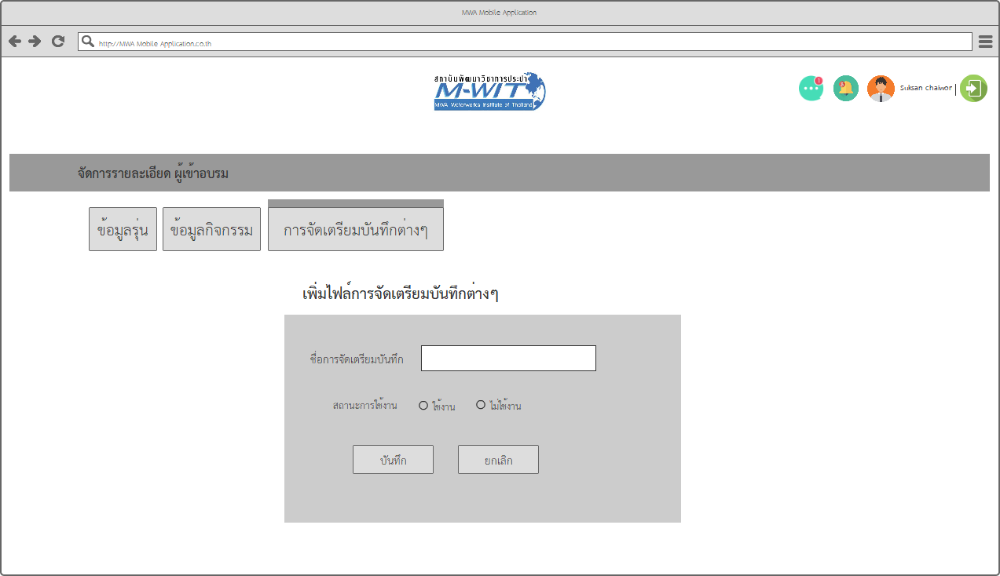 MWA Mobile Application
http://MWA Mobile Application.co.th
สถาบันพัฒนาวิชาการประปา
M-WIT
MWA Waterworks Institute of Thailand
1
5
Suksan chaiwon
จัดการรายละเอียด ผู้เข้าอบรม
ข้อมูลรุ่น
ข้อมูลกิจกรรม
การจัดเตรียมบันทึกต่างๆ
เพิ่มไฟล์การจัดเตรียมบันทึกต่างๆ
ชื่อการจัดเตรียมบันทึก
สถานะการใช้งาน ใช้งาน ไม่ใช้งาน
บันทึก ยกเลิก